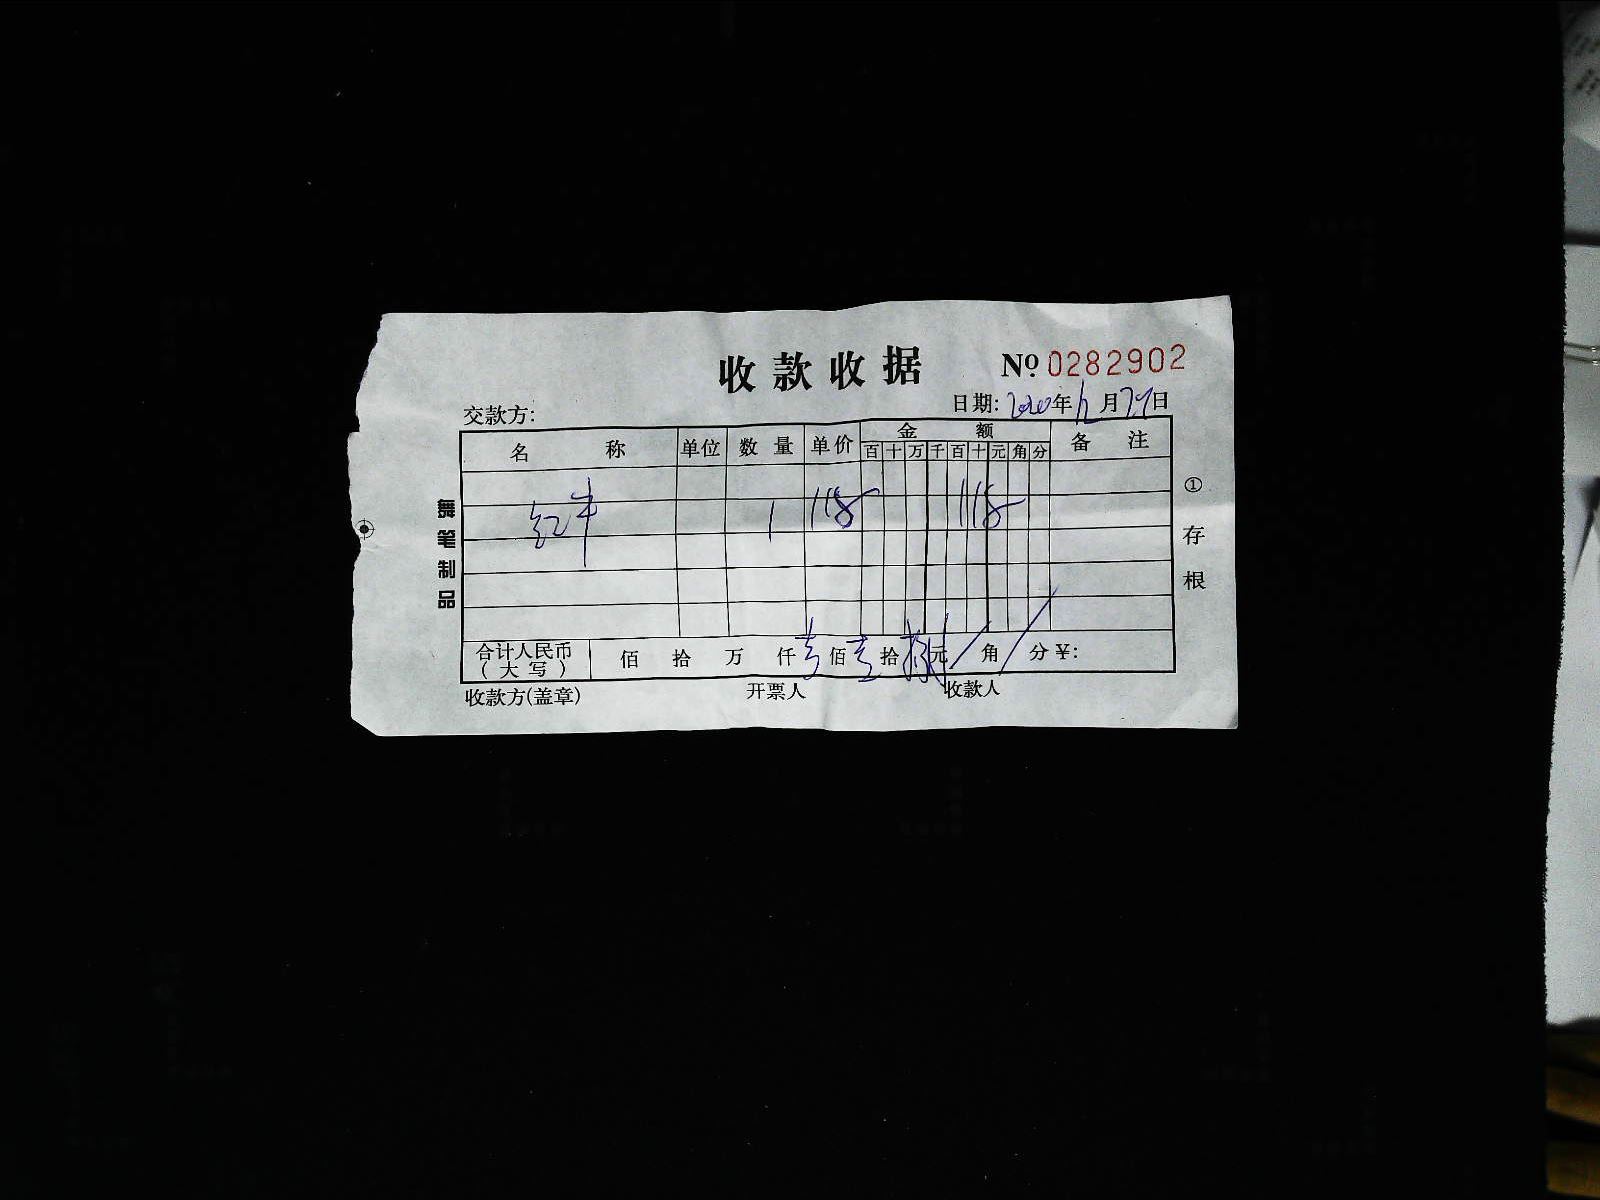 收款收据 № 0282902
交款方: 日期: 2020年12月29日
名称 单位 数量 单价 金额 备注
百 十 万 千 百 十 元 角 分
红牛 1 118 118
合计人民币(大写) 佰 拾 万 仟壹佰壹拾捌元/角/分 ¥:
收款方(盖章) 开票人 收款人
舞笔制品
①存根